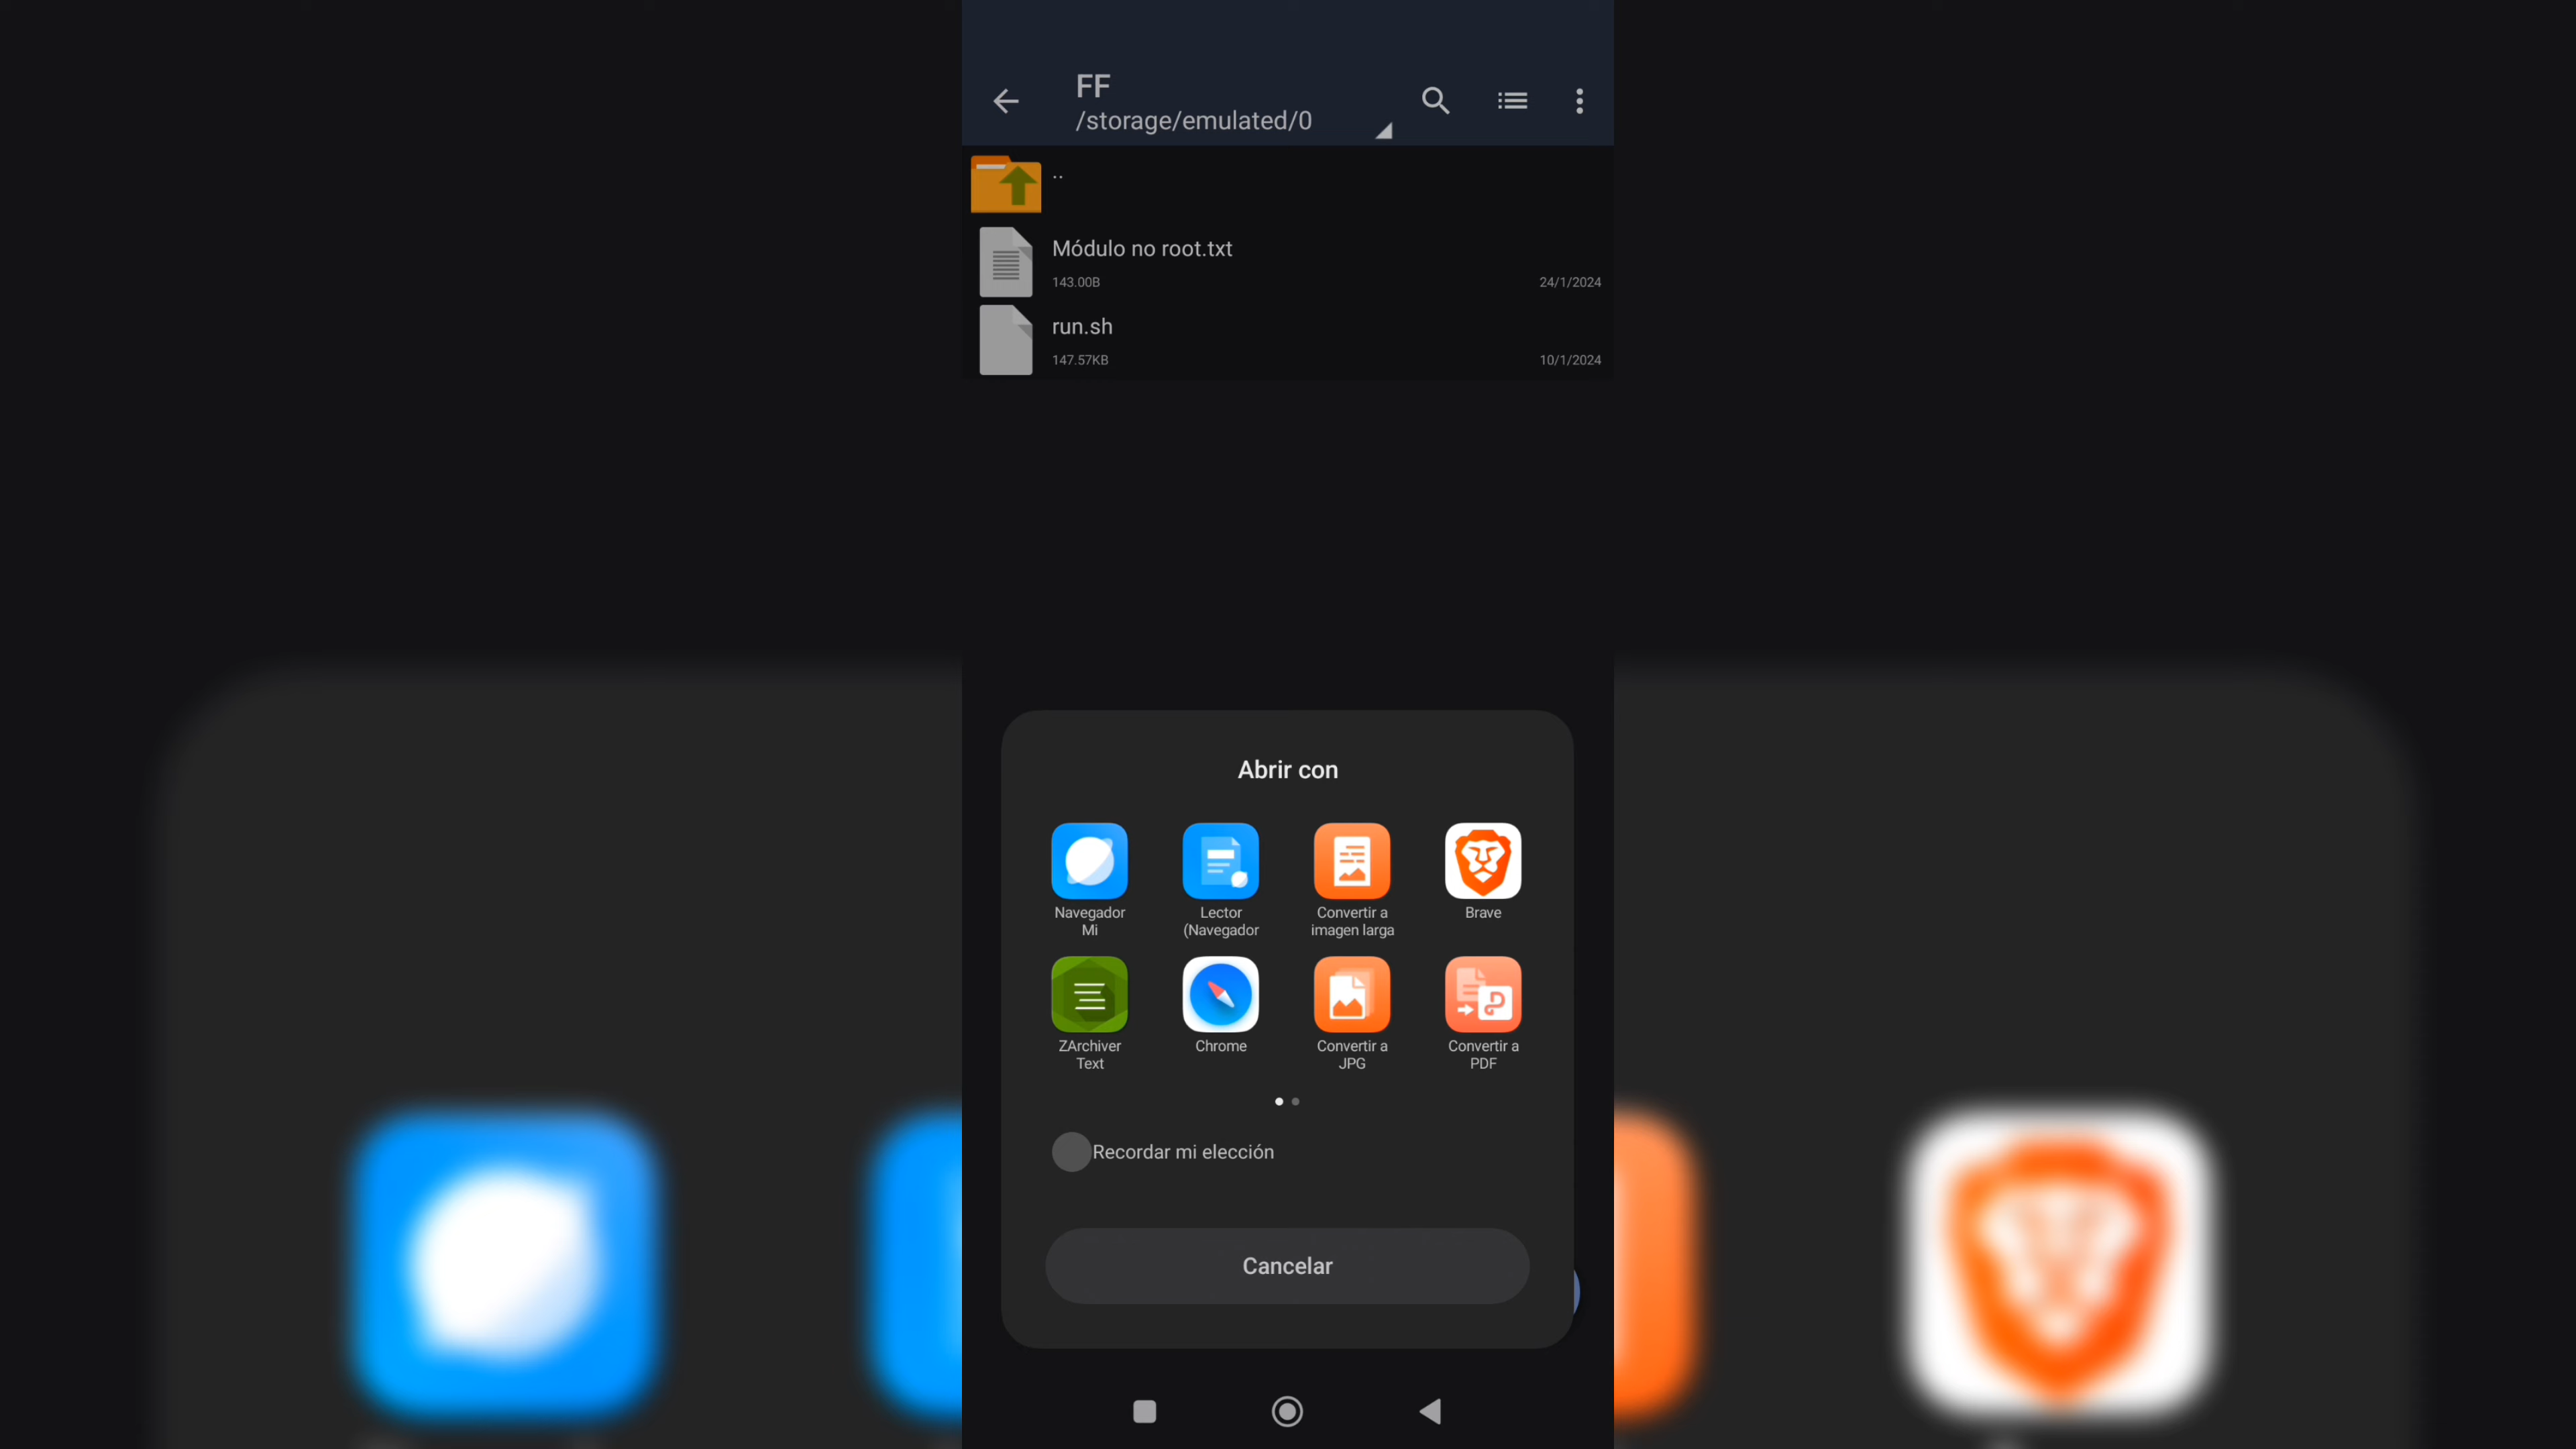 FF
/storage/emulated/0
..
Módulo no root.txt
143.00B
24/1/2024
run.sh
147.57KB
10/1/2024
Abrir con
Navegador
Mi
Lector
(Navegador
Convertir a
imagen larga
Brave
ZArchiver
Text
Chrome
Convertir a
JPG
Convertir a
PDF
Recordar mi elección
Cancelar